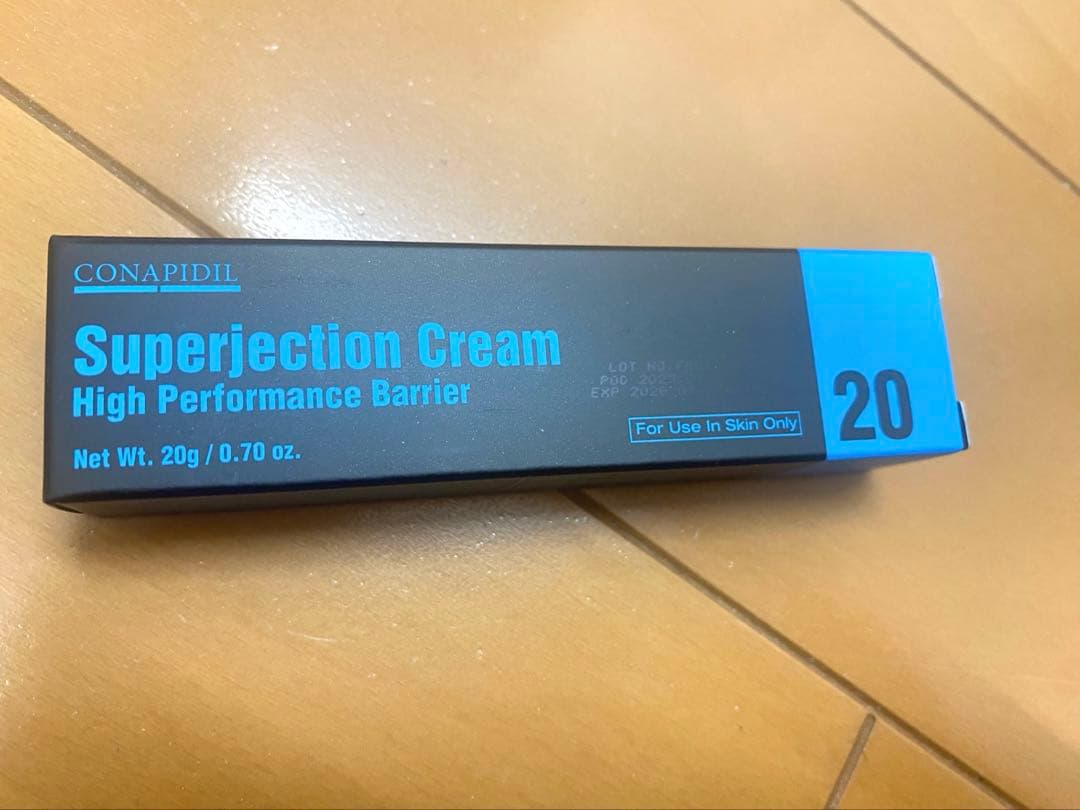 CONAPIDIL
Superjection Cream
High Performance Barrier
Net Wt. 20g / 0.70 oz.
LOT NO.
POD
EXP
For Use In Skin Only
20